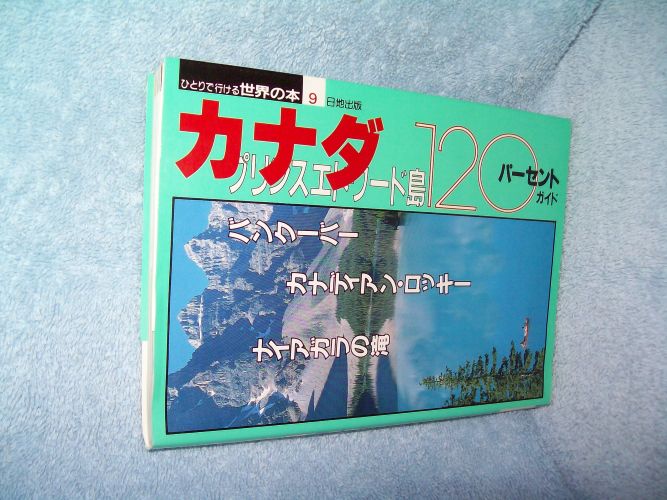 ひとりで行ける世界の本 9 日地出版
カナダ
プリンスエドワード島
120
パーセント
ガイド
バンクーバー
カナディアン・ロッキー
ナイアガラの滝